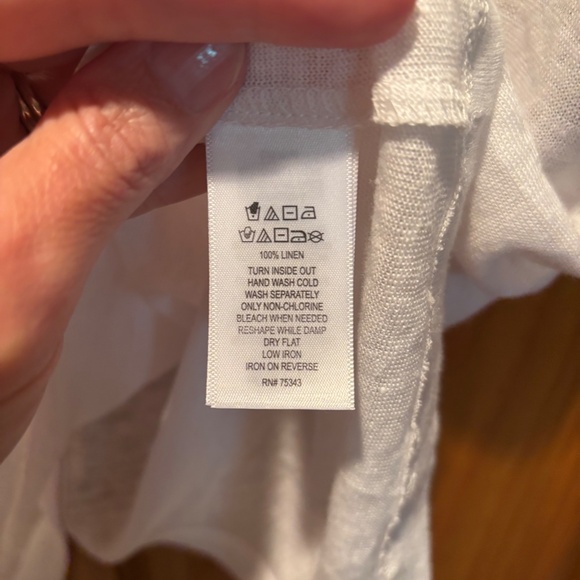 100% LINEN
TURN INSIDE OUT
HAND WASH COLD
WASH SEPARATELY
ONLY NON-CHLORINE
BLEACH WHEN NEEDED
RESHAPE WHILE DAMP
DRY FLAT
LOW IRON
IRON ON REVERSE
RN# 75343